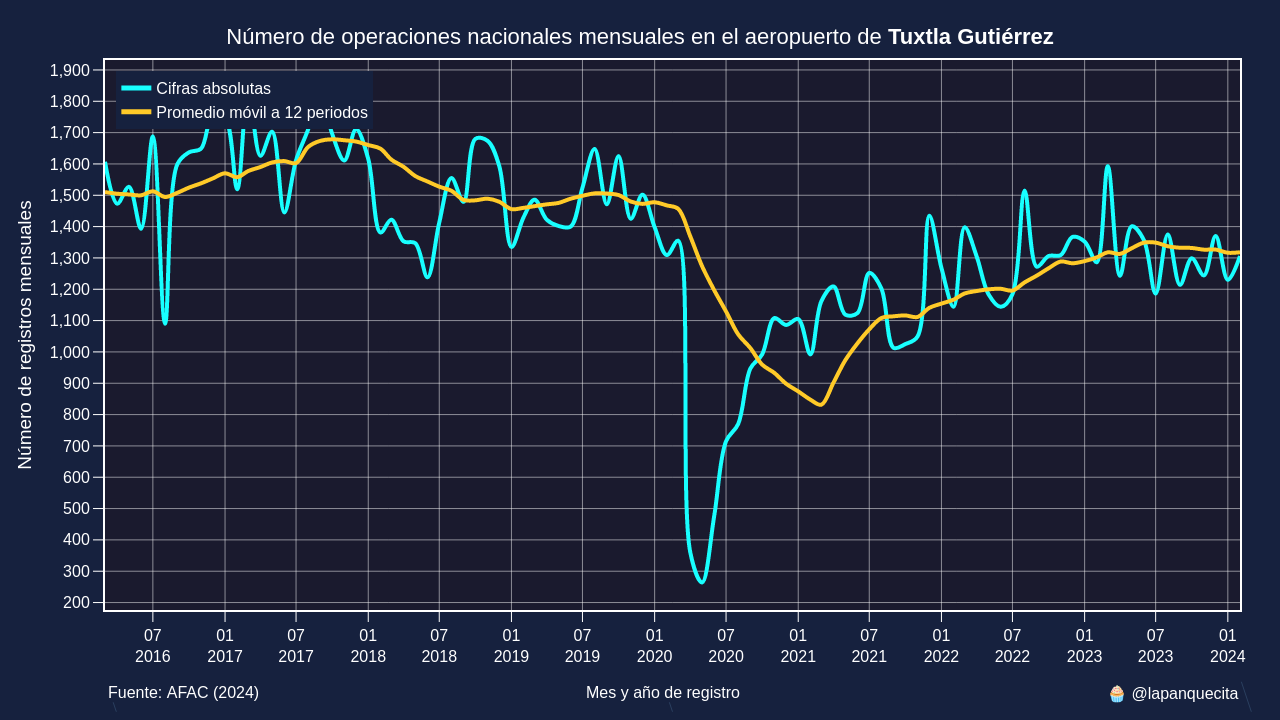 Número de operaciones nacionales mensuales en el aeropuerto de Tuxtla Gutiérrez
Cifras absolutas
Promedio móvil a 12 periodos
Número de registros mensuales
1,900
1,800
1,700
1,600
1,500
1,400
1,300
1,200
1,100
1,000
900
800
700
600
500
400
300
200
07 01 07 01 07 01 07 01 07 01 07 01 07 01 07 01
2016 2017 2017 2018 2018 2019 2019 2020 2020 2021 2021 2022 2022 2023 2023 2024
Fuente: AFAC (2024)
Mes y año de registro
🧁 @lapanquecita